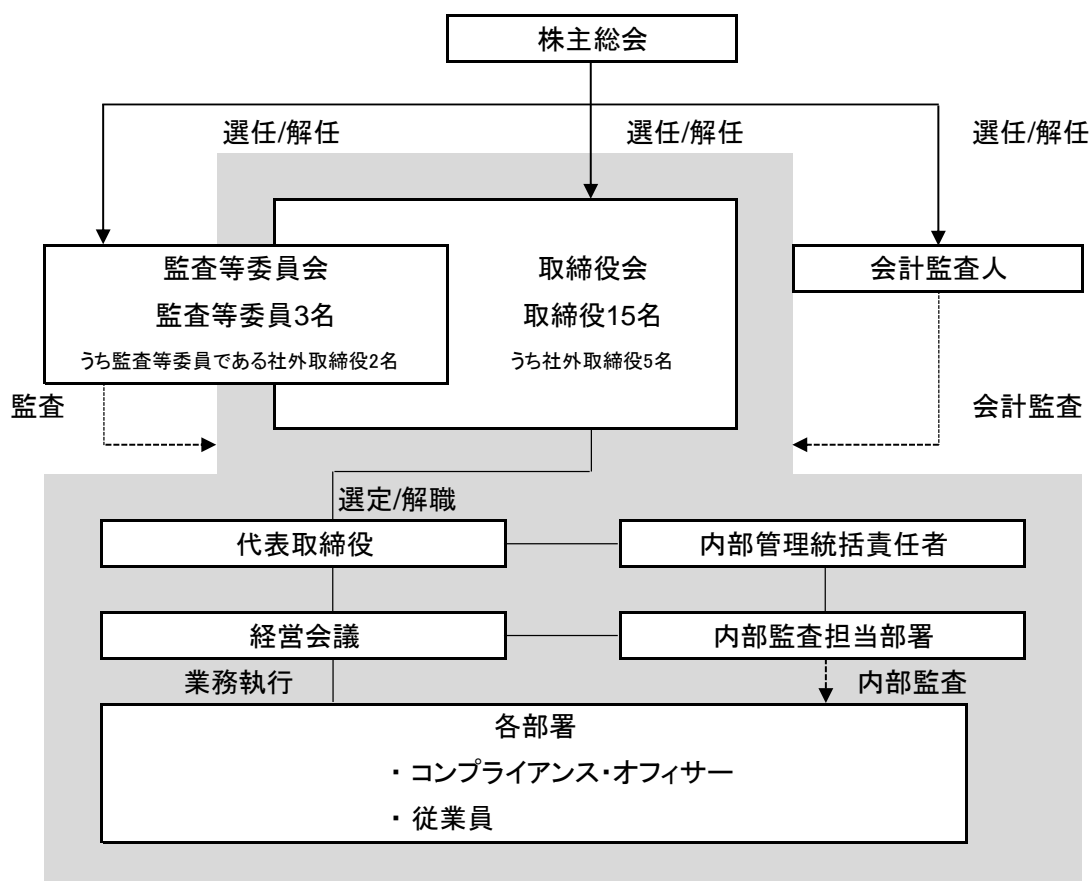 株主総会
選任/解任
選任/解任
選任/解任
監査等委員会
監査等委員3名
うち監査等委員である社外取締役2名
取締役会
取締役15名
うち社外取締役5名
会計監査人
監査
会計監査
選定/解職
代表取締役
内部管理統括責任者
経営会議
内部監査担当部署
業務執行
内部監査
各部署
・ コンプライアンス・オフィサー
・ 従業員